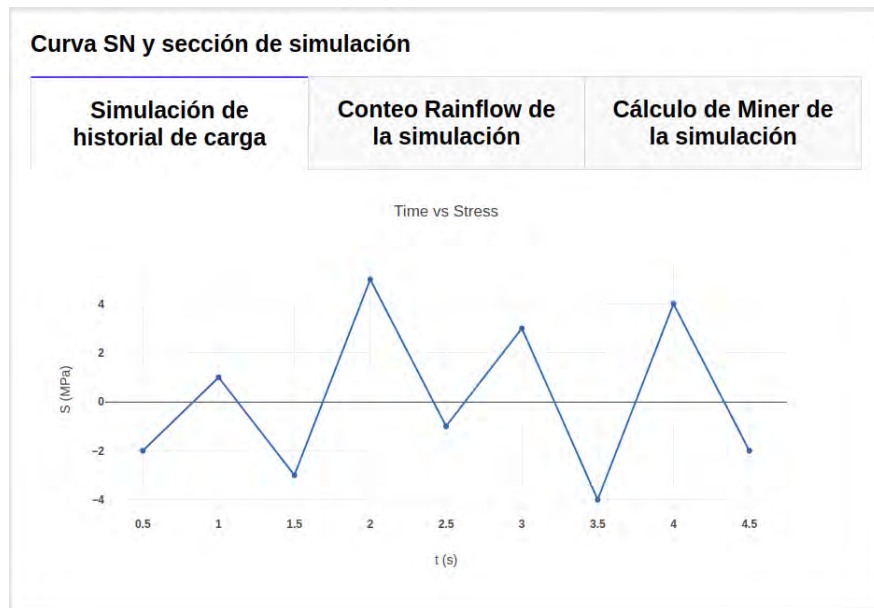 Curva SN y sección de simulación
Simulación de
historial de carga
Conteo Rainflow de
la simulación
Cálculo de Miner de
la simulación
Time vs Stress
4
2
0
−2
−4
S (MPa)
0.5 1 1.5 2 2.5 3 3.5 4 4.5
t (s)